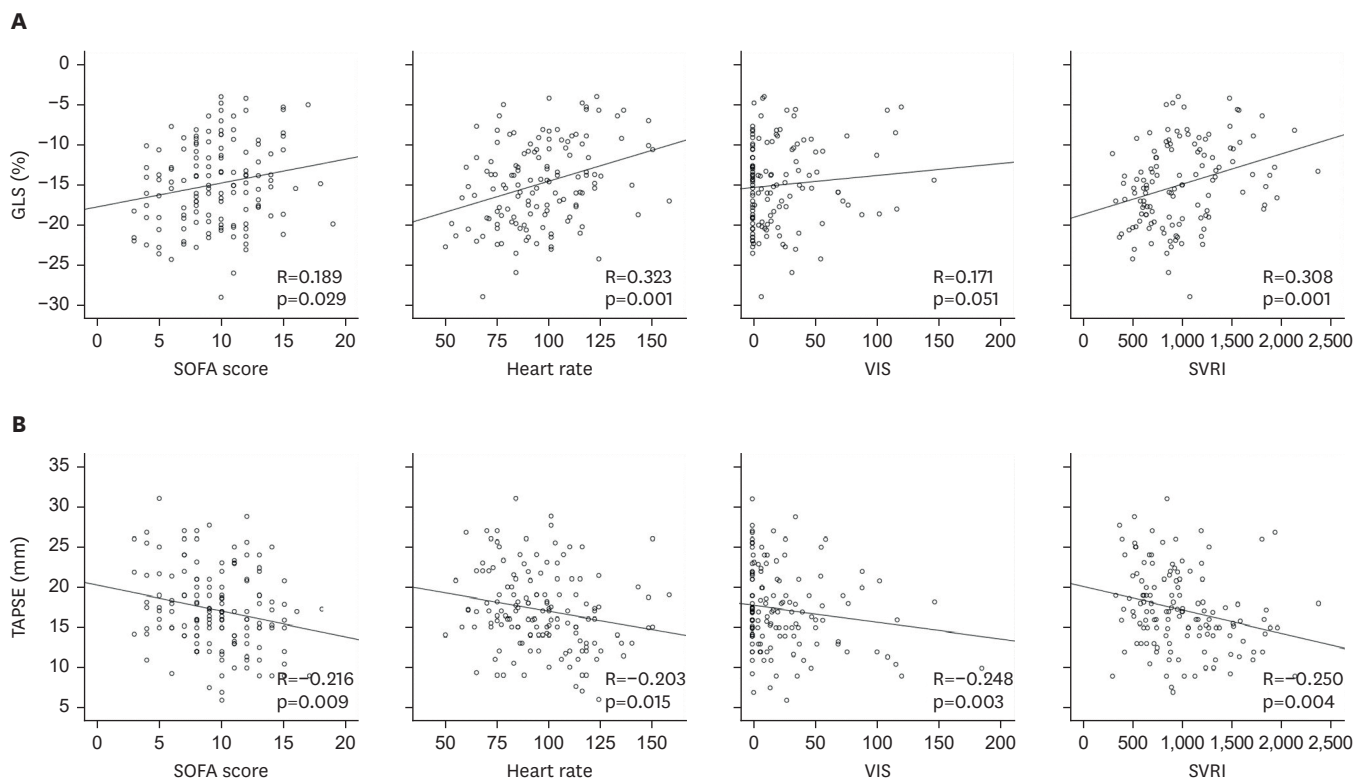 A
0
−5
−10
−15
−20
−25
−30
GLS (%)
R=0.189
p=0.029
0 5 10 15 20
SOFA score
R=0.323
p=0.001
50 75 100 125 150
Heart rate
R=0.171
p=0.051
0 50 100 150 200
VIS
R=0.308
p=0.001
0 500 1,000 1,500 2,000 2,500
SVRI
B
35
30
25
20
15
10
5
TAPSE (mm)
R=−0.216
p=0.009
0 5 10 15 20
SOFA score
R=−0.203
p=0.015
50 75 100 125 150
Heart rate
R=−0.248
p=0.003
0 50 100 150 200
VIS
R=−0.250
p=0.004
0 500 1,000 1,500 2,000 2,500
SVRI